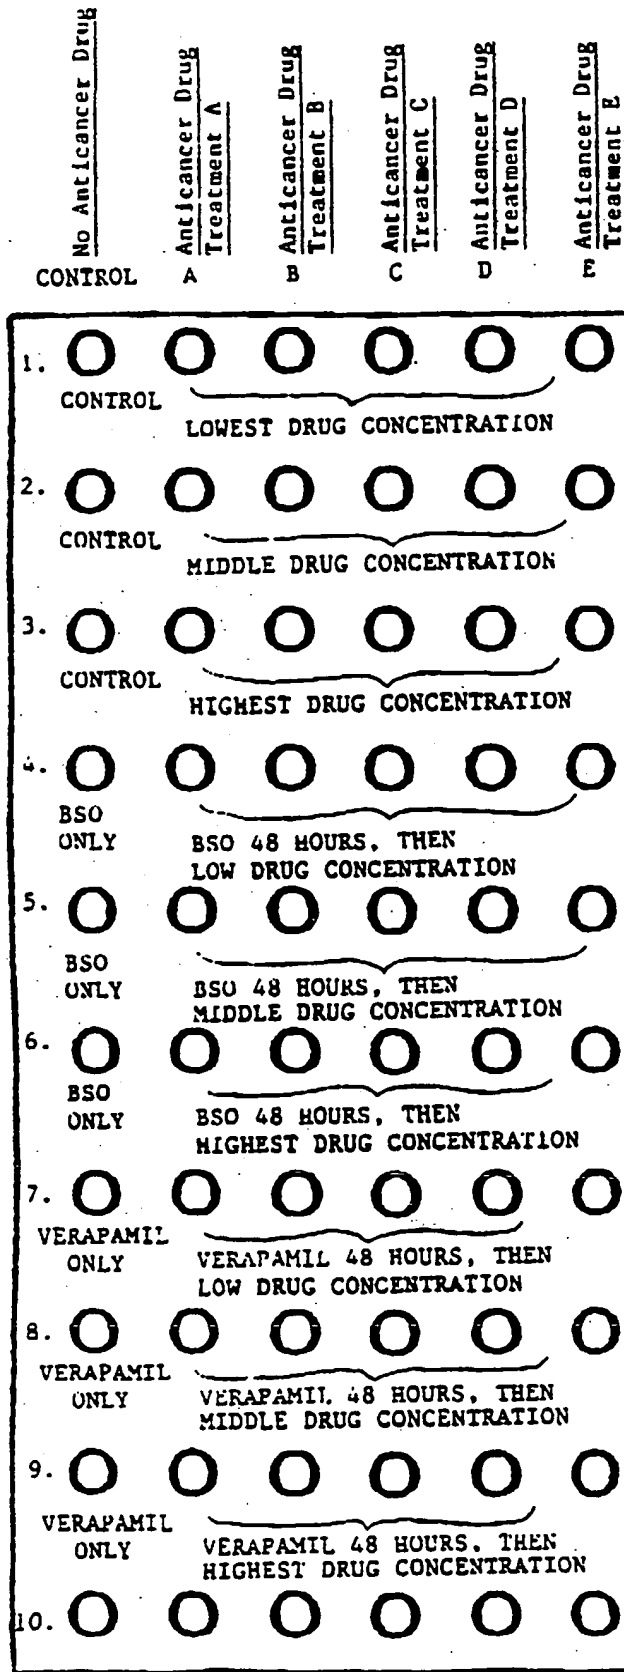 No Anticancer Drug
Anticancer Drug
Treatment A
Anticancer Drug
Treatment B
Anticancer Drug
Treatment C
Anticancer Drug
Treatment D
Anticancer Drug
Treatment E
CONTROL A B C D E
1.
CONTROL
LOWEST DRUG CONCENTRATION
2.
CONTROL
MIDDLE DRUG CONCENTRATION
3.
CONTROL
HIGHEST DRUG CONCENTRATION
4.
BSO
ONLY
BSO 48 HOURS, THEN
LOW DRUG CONCENTRATION
5.
BSO
ONLY
BSO 48 HOURS, THEN
MIDDLE DRUG CONCENTRATION
6.
BSO
ONLY
BSO 48 HOURS, THEN
HIGHEST DRUG CONCENTRATION
7.
VERAPAMIL
ONLY
VERAPAMIL 48 HOURS, THEN
LOW DRUG CONCENTRATION
8.
VERAPAMIL
ONLY
VERAPAMIL 48 HOURS, THEN
MIDDLE DRUG CONCENTRATION
9.
VERAPAMIL
ONLY
VERAPAMIL 48 HOURS, THEN
HIGHEST DRUG CONCENTRATION
10.